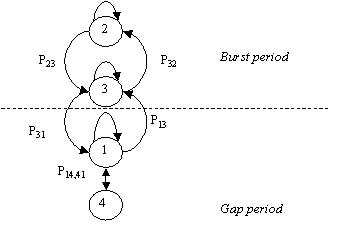 2
P23
P32
Burst period
3
P31
P13
1
P14,41
4
Gap period